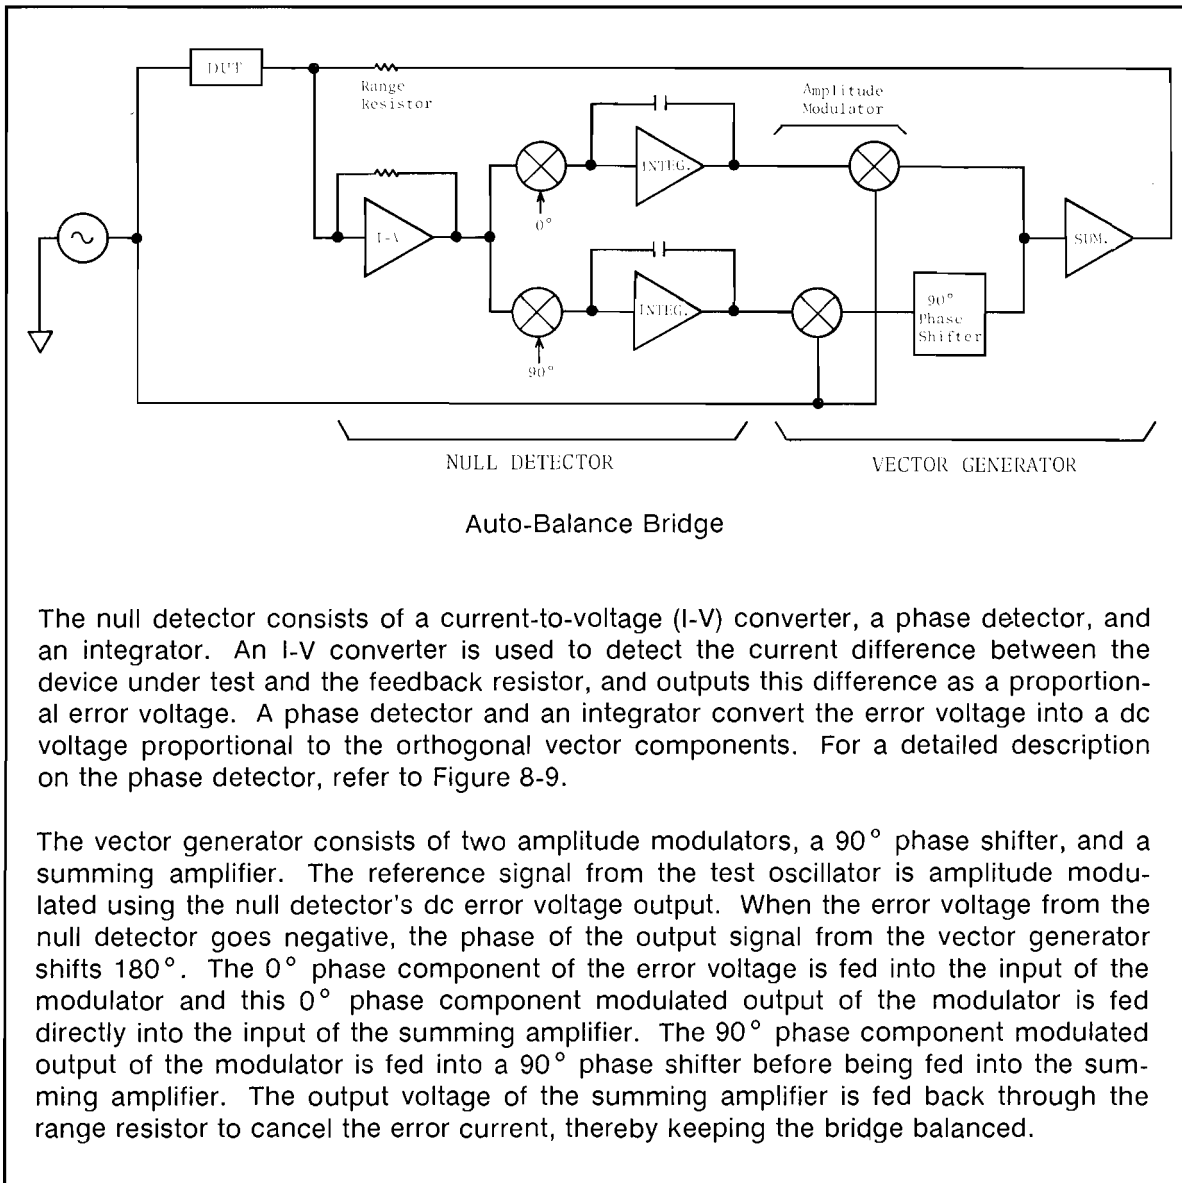 DUT
Range
Resistor
Amplitude
Modulator
INTEG.
0°
I-V
SUM.
INTEG.
90°
Phase
Shifter
90°
NULL DETECTOR
VECTOR GENERATOR
Auto-Balance Bridge
The null detector consists of a current-to-voltage (I-V) converter, a phase detector, and
an integrator. An I-V converter is used to detect the current difference between the
device under test and the feedback resistor, and outputs this difference as a proportion-
al error voltage. A phase detector and an integrator convert the error voltage into a dc
voltage proportional to the orthogonal vector components. For a detailed description
on the phase detector, refer to Figure 8-9.
The vector generator consists of two amplitude modulators, a 90° phase shifter, and a
summing amplifier. The reference signal from the test oscillator is amplitude modu-
lated using the null detector's dc error voltage output. When the error voltage from the
null detector goes negative, the phase of the output signal from the vector generator
shifts 180°. The 0° phase component of the error voltage is fed into the input of the
modulator and this 0° phase component modulated output of the modulator is fed
directly into the input of the summing amplifier. The 90° phase component modulated
output of the modulator is fed into a 90° phase shifter before being fed into the sum-
ming amplifier. The output voltage of the summing amplifier is fed back through the
range resistor to cancel the error current, thereby keeping the bridge balanced.